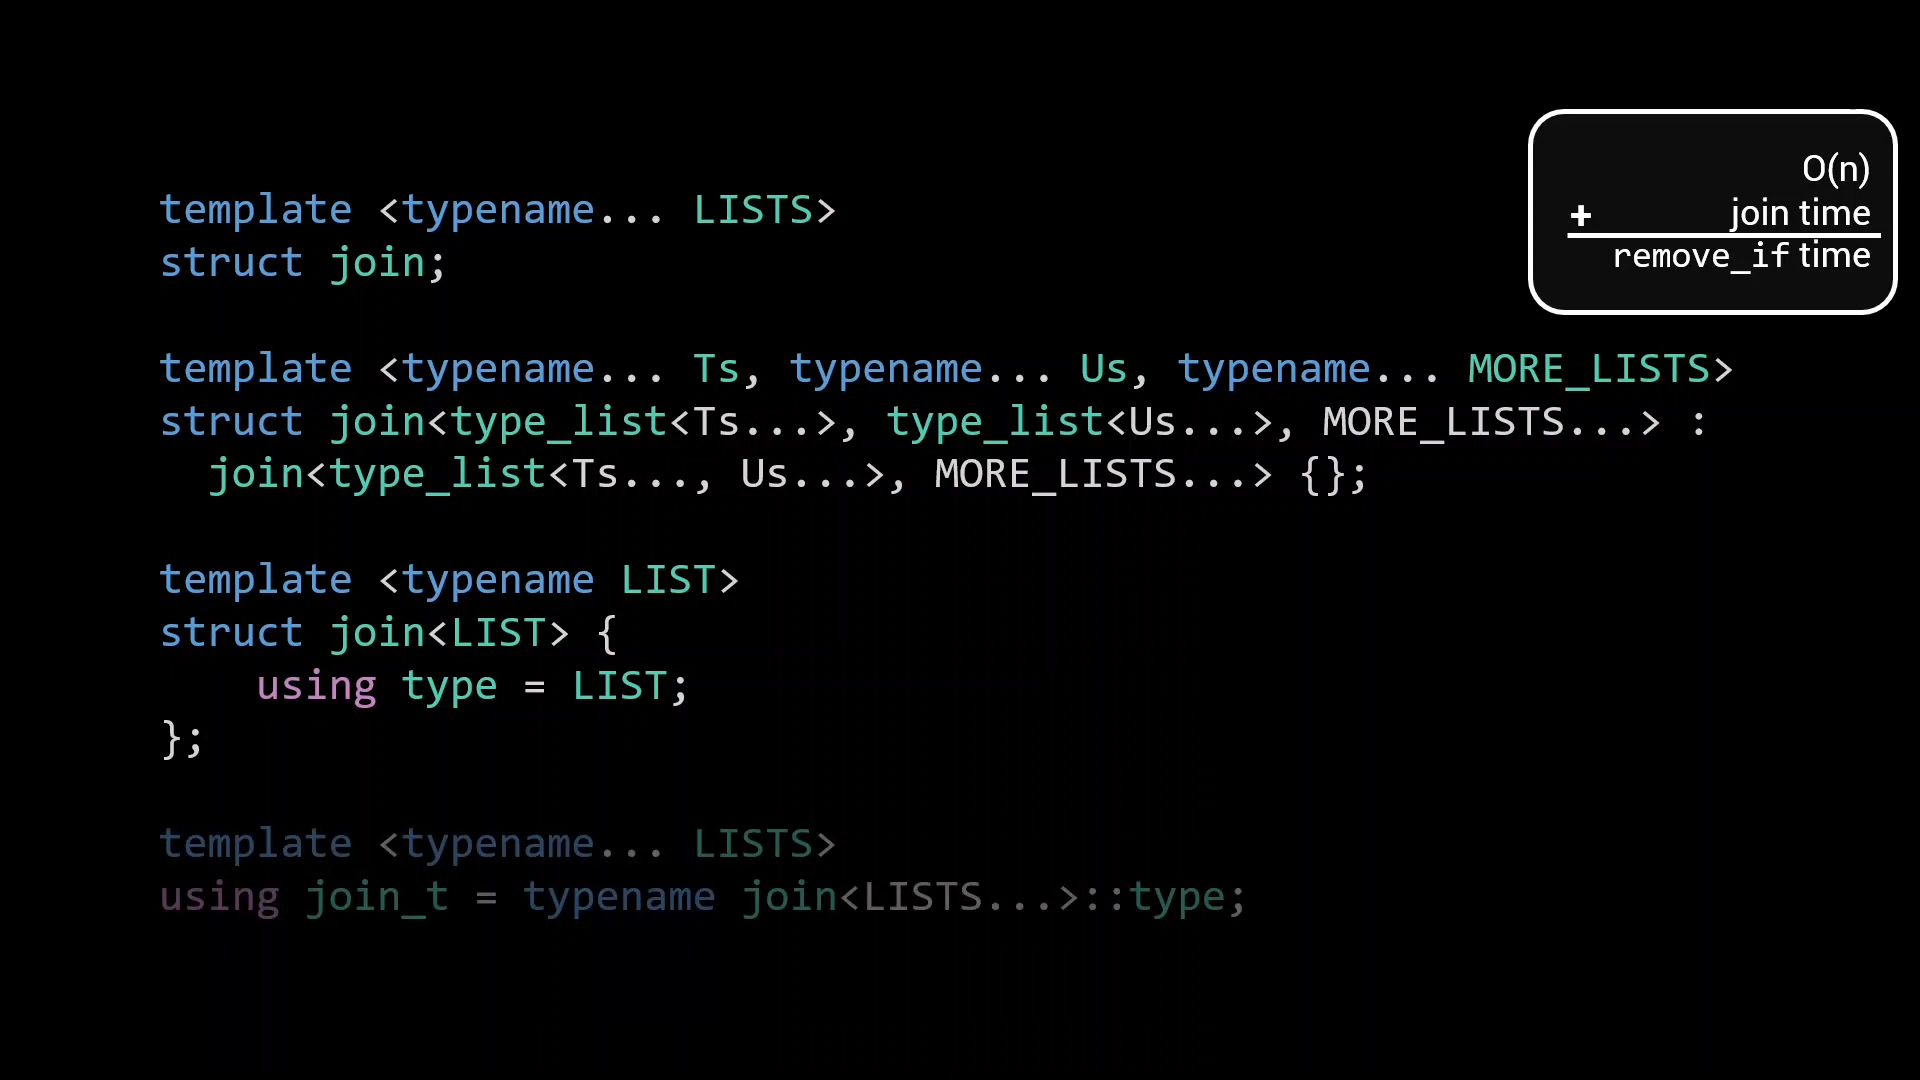 template <typename... LISTS>
struct join;
O(n)
+ join time
remove_if time
template <typename... Ts, typename... Us, typename... MORE_LISTS>
struct join<type_list<Ts...>, type_list<Us...>, MORE_LISTS...> :
  join<type_list<Ts..., Us...>, MORE_LISTS...> {};
template <typename LIST>
struct join<LIST> {
    using type = LIST;
};
template <typename... LISTS>
using join_t = typename join<LISTS...>::type;